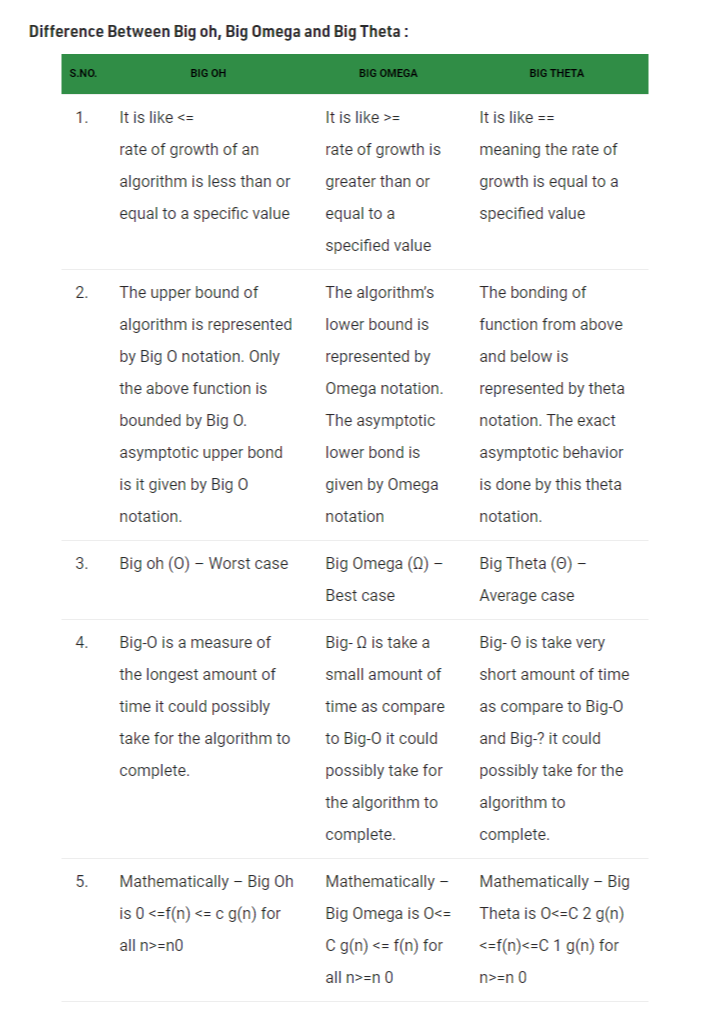 Difference Between Big oh, Big Omega and Big Theta :
S.NO. BIG OH BIG OMEGA BIG THETA
1. It is like <= It is like >= It is like ==
rate of growth of an rate of growth is meaning the rate of
algorithm is less than or greater than or growth is equal to a
equal to a specific value equal to a specified value
specified value
2. The upper bound of The algorithm’s The bonding of
algorithm is represented lower bound is function from above
by Big O notation. Only represented by and below is
the above function is Omega notation. represented by theta
bounded by Big O. The asymptotic notation. The exact
asymptotic upper bond lower bond is asymptotic behavior
is it given by Big O given by Omega is done by this theta
notation. notation notation.
3. Big oh (O) – Worst case Big Omega (Ω) – Big Theta (Θ) –
Best case Average case
4. Big-O is a measure of Big- Ω is take a Big- Θ is take very
the longest amount of small amount of short amount of time
time it could possibly time as compare as compare to Big-O
take for the algorithm to to Big-O it could and Big-? it could
complete. possibly take for possibly take for the
the algorithm to algorithm to
complete. complete.
5. Mathematically – Big Oh Mathematically – Mathematically – Big
is 0 <=f(n) <= c g(n) for Big Omega is O<= Theta is O<=C 2 g(n)
all n>=n0 C g(n) <= f(n) for <=f(n)<=C 1 g(n) for
all n>=n 0 n>=n 0